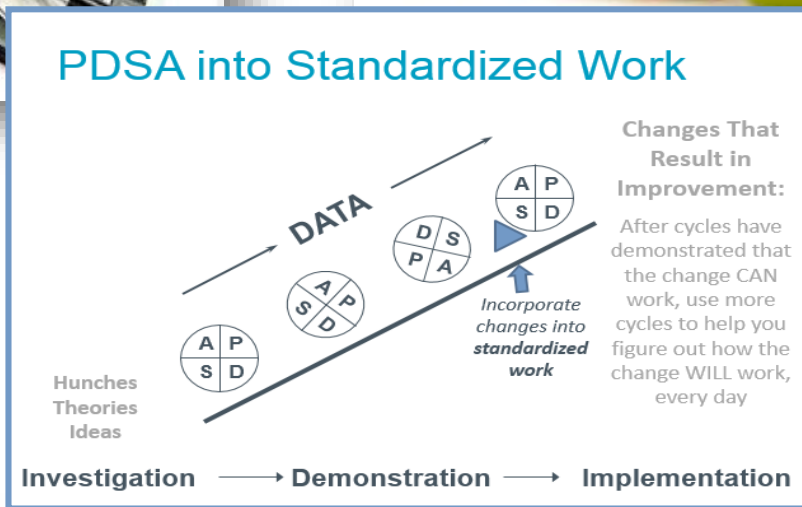 PDSA into Standardized Work
Changes That
Result in
Improvement:
After cycles have
demonstrated that
the change CAN
work, use more
cycles to help you
figure out how the
change WILL work,
every day
DATA
A P
S D
D S
P A
A P
S D
A P
S D
Incorporate
changes into
standardized
work
Hunches
Theories
Ideas
Investigation
Demonstration
Implementation